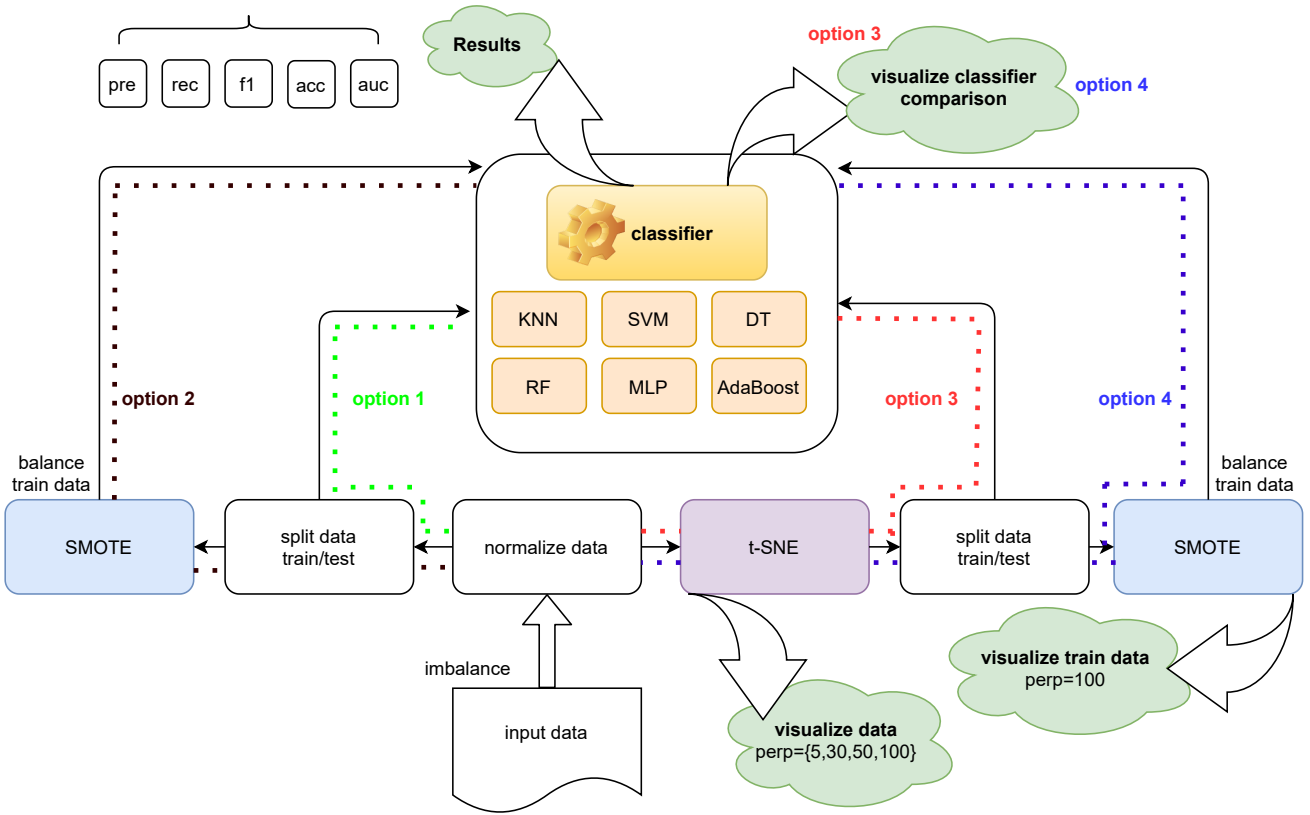 option 3
Results
visualize classifier
comparison
option 4
pre
rec
f1
acc
auc
classifier
KNN
SVM
DT
RF
MLP
AdaBoost
option 2
option 1
option 3
option 4
balance
train data
balance
train data
SMOTE
split data
train/test
normalize data
t-SNE
split data
train/test
SMOTE
imbalance
input data
visualize data
perp={5,30,50,100}
visualize train data
perp=100